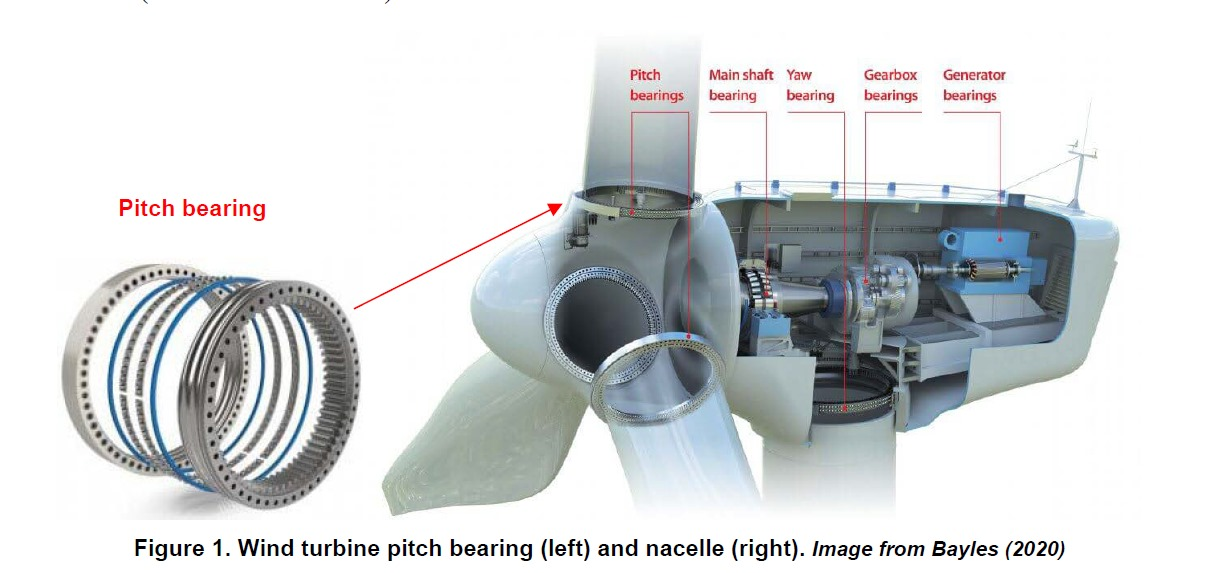 Pitch
bearings
Main shaft
bearing
Yaw
bearing
Gearbox
bearings
Generator
bearings
Pitch bearing
Figure 1. Wind turbine pitch bearing (left) and nacelle (right). Image from Bayles (2020)